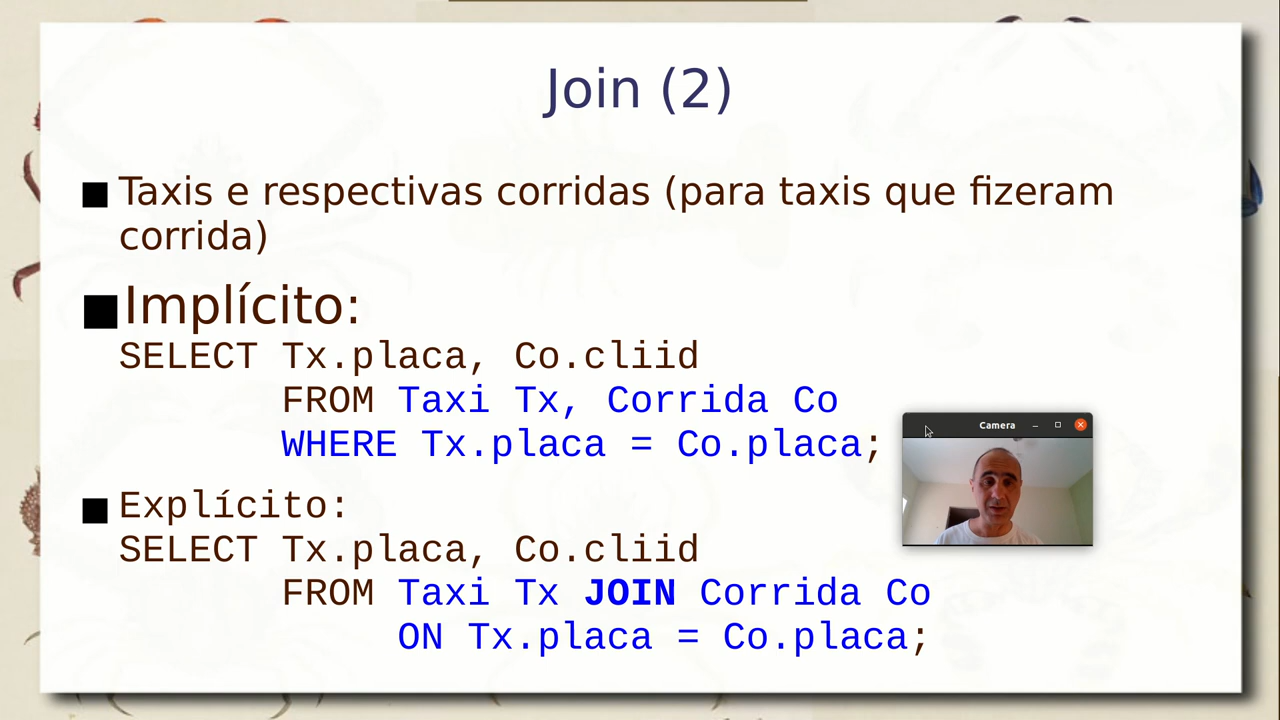 Join (2)
Taxis e respectivas corridas (para taxis que fizeram
corrida)
Implícito:
SELECT Tx.placa, Co.cliid
FROM Taxi Tx, Corrida Co
WHERE Tx.placa = Co.placa;
Camera
Explícito:
SELECT Tx.placa, Co.cliid
FROM Taxi Tx JOIN Corrida Co
ON Tx.placa = Co.placa;